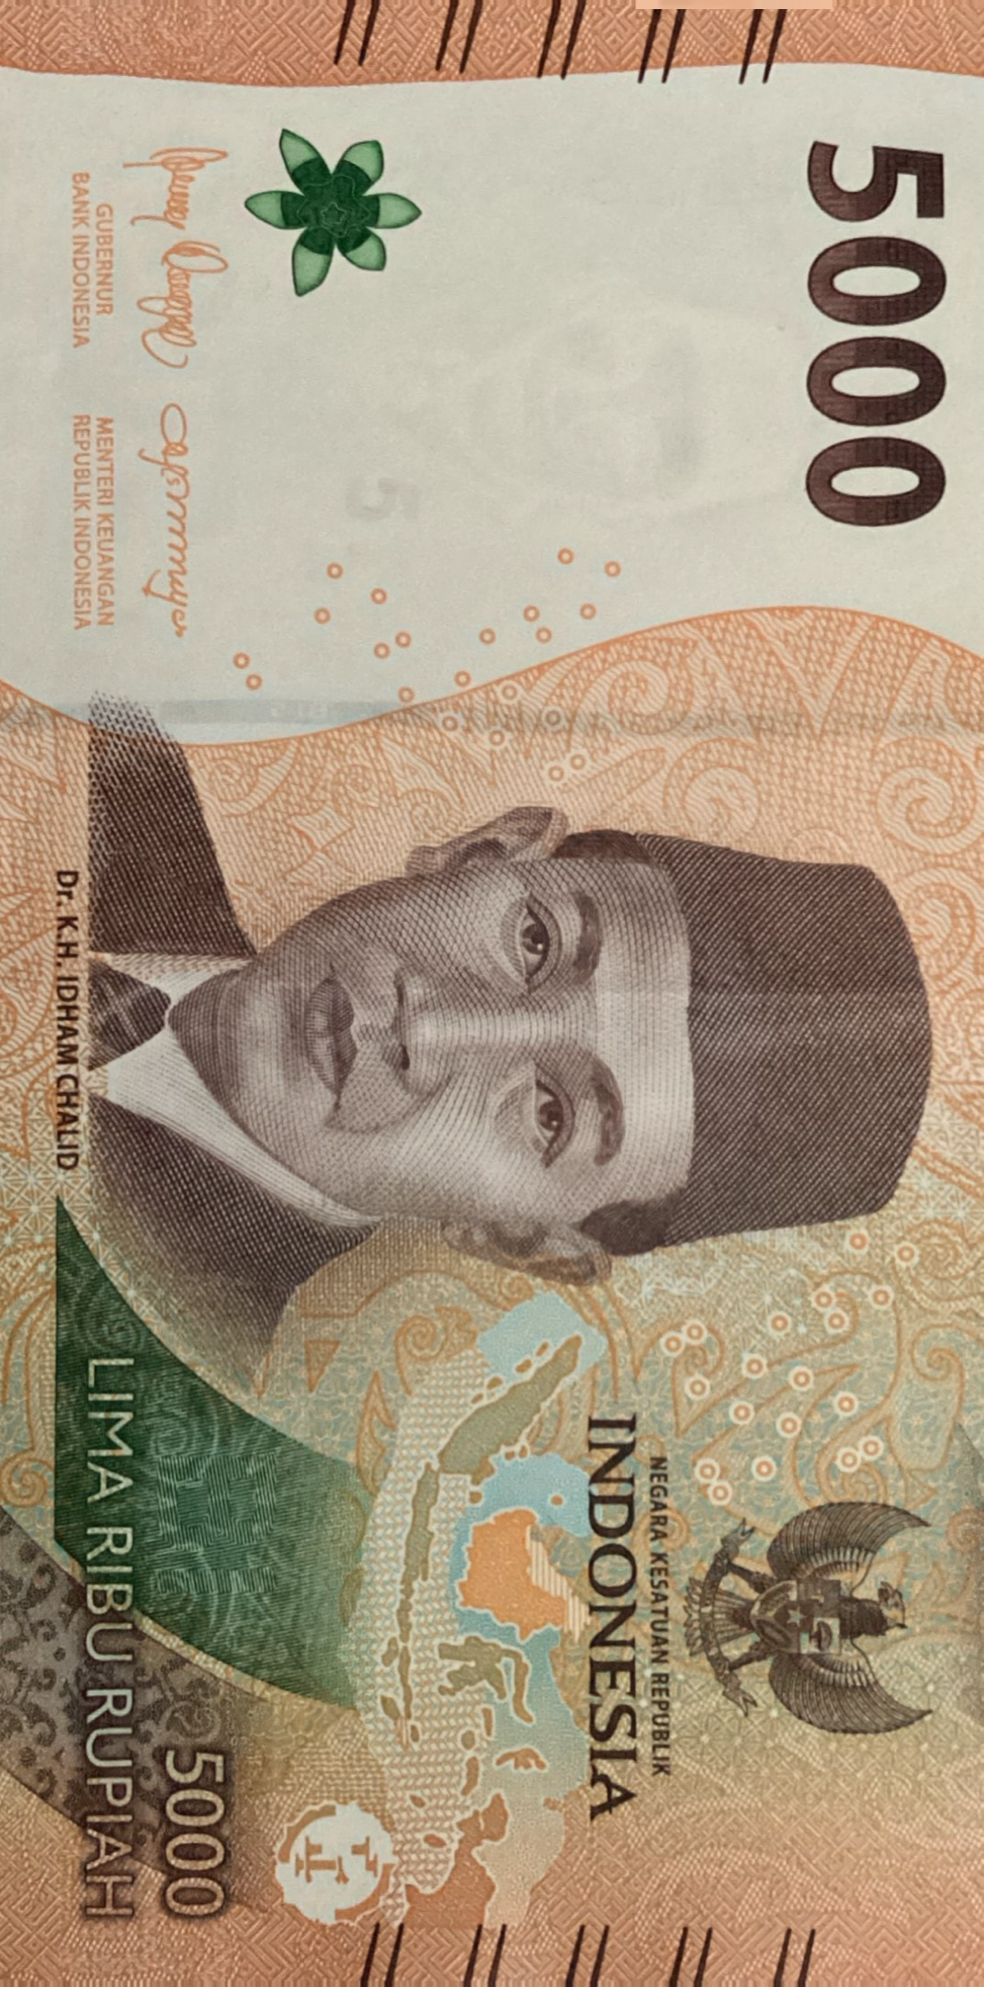 5000
NEGARA KESATUAN REPUBLIK
INDONESIA
5
GUBERNUR
BANK INDONESIA
MENTERI KEUANGAN
REPUBLIK INDONESIA
Dr. K.H. IDHAM CHALID
5000
LIMA RIBU RUPIAH